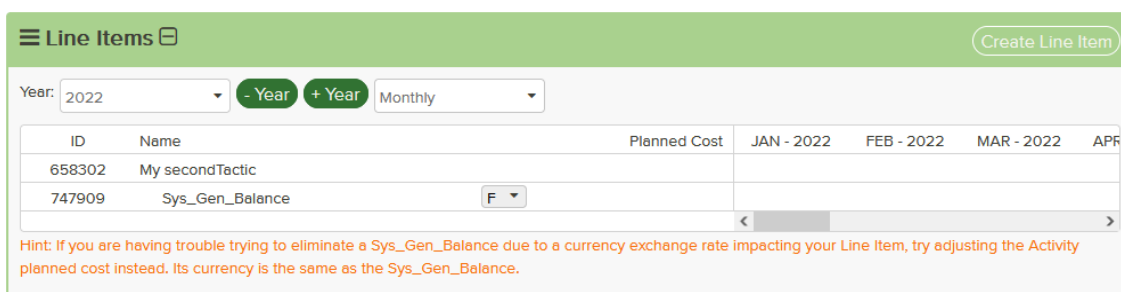 Line Items
Create Line Item
Year: 2022 - Year + Year Monthly
ID Name Planned Cost JAN - 2022 FEB - 2022 MAR - 2022 APR
658302 My secondTactic
747909 Sys_Gen_Balance F
Hint: If you are having trouble trying to eliminate a Sys_Gen_Balance due to a currency exchange rate impacting your Line Item, try adjusting the Activity
planned cost instead. Its currency is the same as the Sys_Gen_Balance.